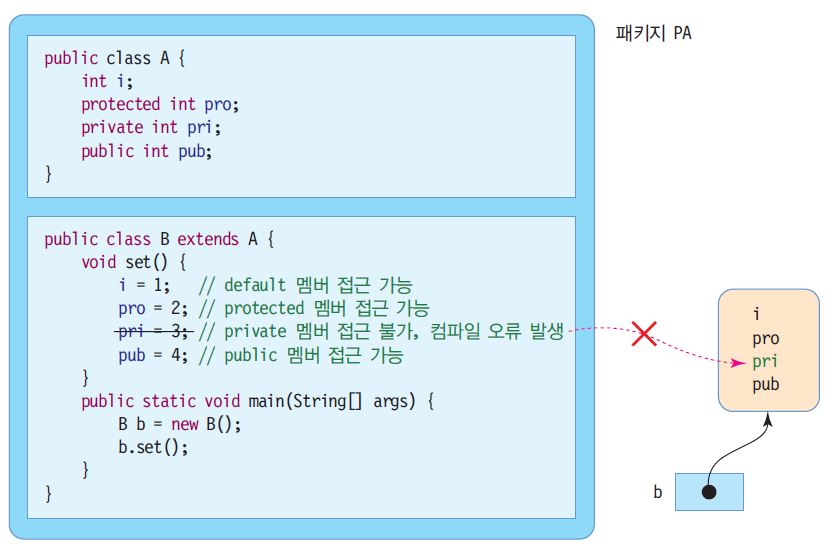 패키지 PA
public class A {
int i;
protected int pro;
private int pri;
public int pub;
}
public class B extends A {
void set() {
i = 1; // default 멤버 접근 가능
pro = 2; // protected 멤버 접근 가능
pri = 3; // private 멤버 접근 불가, 컴파일 오류 발생
pub = 4; // public 멤버 접근 가능
}
public static void main(String[] args) {
B b = new B();
b.set();
}
}
i
pro
pri
pub
b